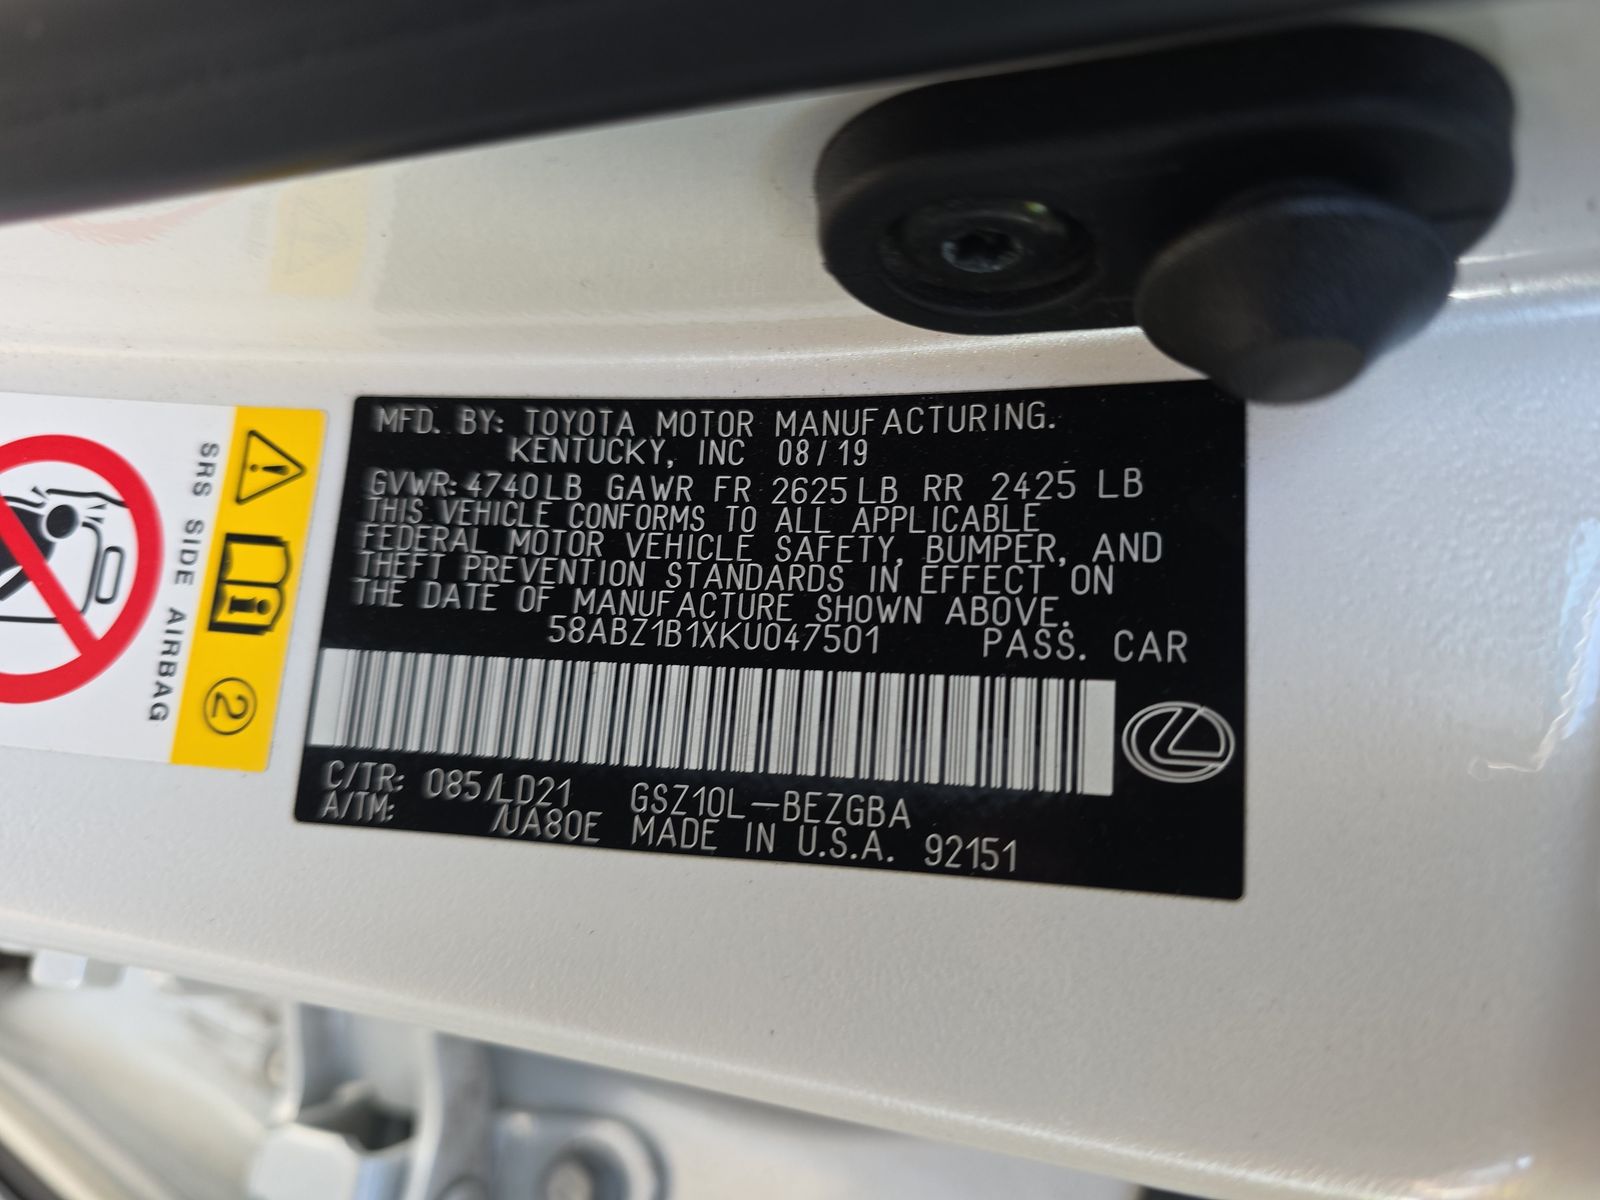 MFD. BY: TOYOTA MOTOR MANUFACTURING.
KENTUCKY, INC 08/19
GVWR: 4740LB GAWR FR 2625LB RR 2425 LB
THIS VEHICLE CONFORMS TO ALL APPLICABLE
FEDERAL MOTOR VEHICLE SAFETY, BUMPER, AND
THEFT PREVENTION STANDARDS IN EFFECT ON
THE DATE OF MANUFACTURE SHOWN ABOVE.
58ABZ1B1XKU047501 PASS. CAR
C/TR: 085/LD21 GSZ10L-BEZGBA
A/TM: /UA80E MADE IN U.S.A. 92151
SRS SIDE AIRBAG
2